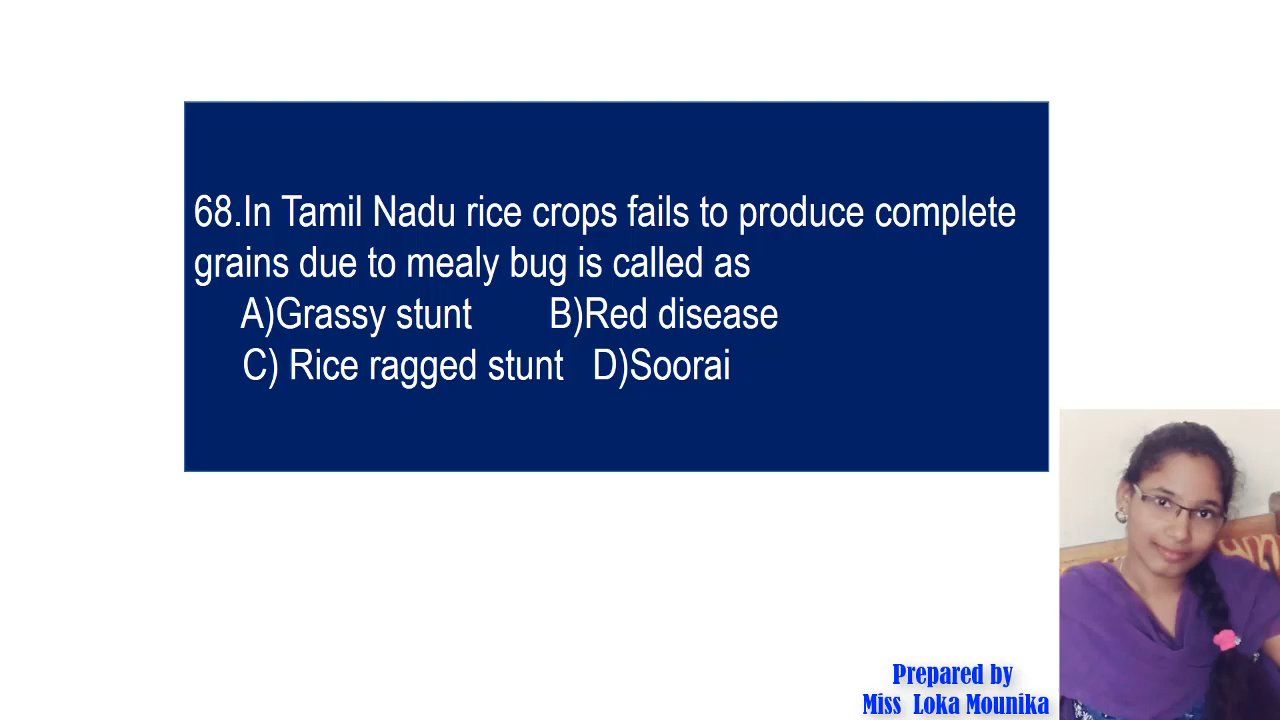 68.In Tamil Nadu rice crops fails to produce complete
grains due to mealy bug is called as
A)Grassy stunt B)Red disease
C) Rice ragged stunt D)Soorai
Prepared by
Miss Loka Mounika